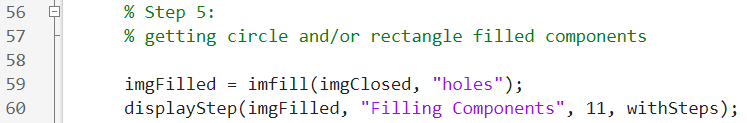 56 % Step 5:
57 % getting circle and/or rectangle filled components
58
59 imgFilled = imfill(imgClosed, "holes");
60 displayStep(imgFilled, "Filling Components", 11, withSteps);